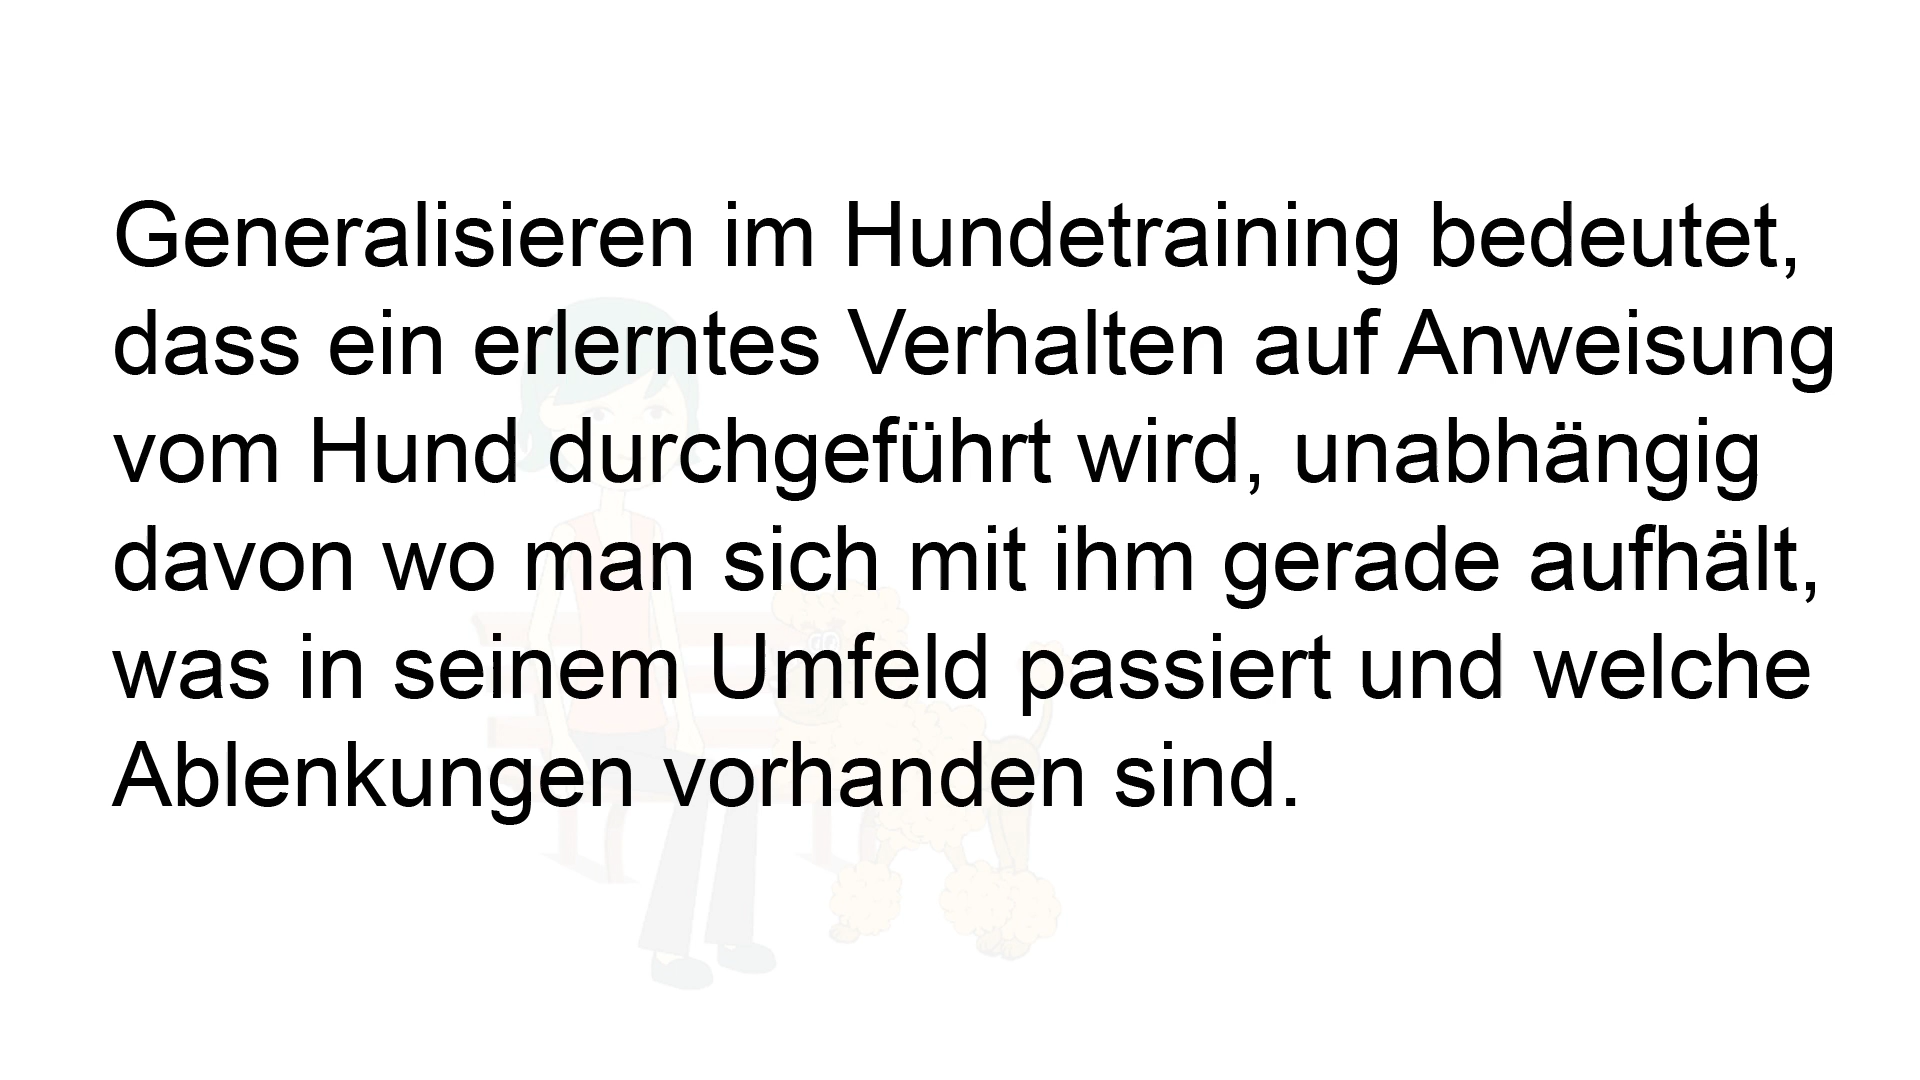 Generalisieren im Hundetraining bedeutet,
dass ein erlerntes Verhalten auf Anweisung
vom Hund durchgeführt wird, unabhängig
davon wo man sich mit ihm gerade aufhält,
was in seinem Umfeld passiert und welche
Ablenkungen vorhanden sind.